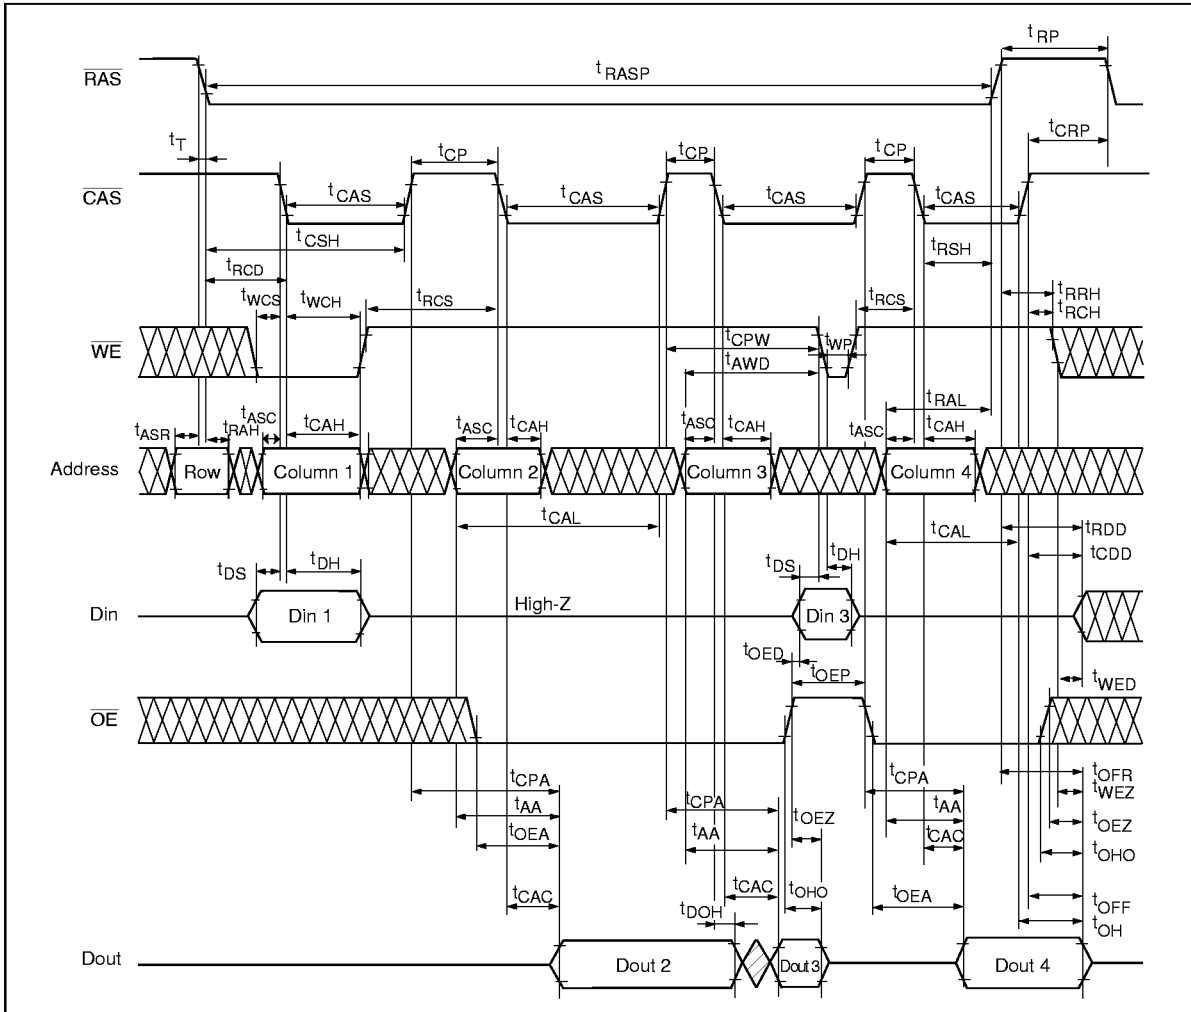 tRP
RAS
tRASP
tT
tCRP
tCP tCP tCP
CAS
tCAS tCAS tCAS tCAS
tCSH
tRSH
tRCD
tWCS tWCH tRCS tRCS
tRRH
tRCH
WE
tCPW tWP
tAWD
tRAL
tASR tRAH tASC tCAH tASC tCAH tASC tCAH tASC tCAH
Address Row Column 1 Column 2 Column 3 Column 4
tCAL tCAL
tRDD
tCDD
tDS tDH tDS tDH
Din Din 1 High-Z Din 3
tOED
tOEP
tWED
OE
tCPA tCPA tOFR
tWEZ
tAA tCPA tAA
tOEZ tOEZ
tOEA tAA tCAC
tOHO
tCAC tCAC tOHO tOEA
tOFF
tDOH
tOH
Dout Dout 2 Dout 3 Dout 4